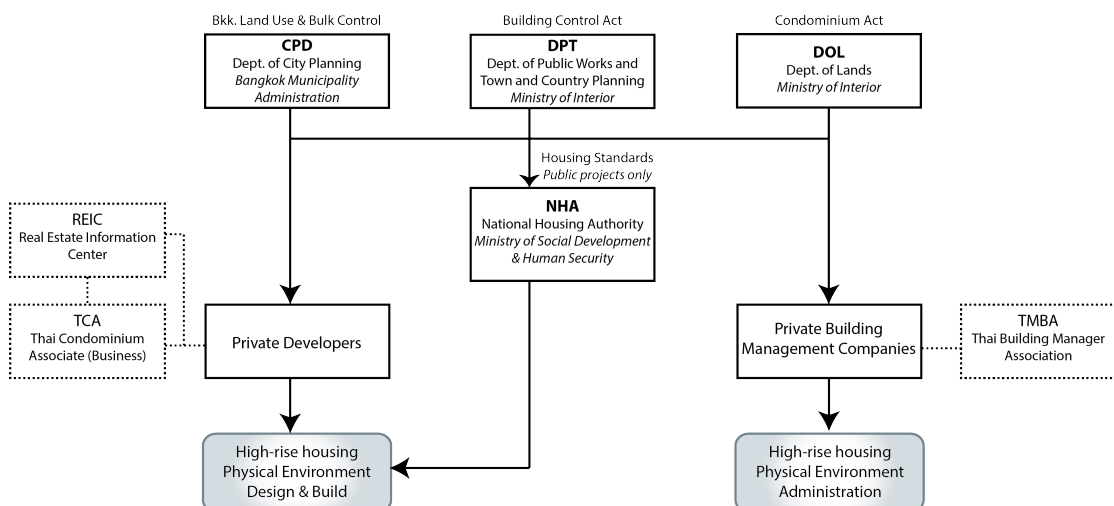 Bkk. Land Use & Bulk Control
CPD
Dept. of City Planning
Bangkok Municipality
Administration
Building Control Act
DPT
Dept. of Public Works and
Town and Country Planning
Ministry of Interior
Condominium Act
DOL
Dept. of Lands
Ministry of Interior
Housing Standards
Public projects only
NHA
National Housing Authority
Ministry of Social Development
& Human Security
REIC
Real Estate Information
Center
TCA
Thai Condominium
Associate (Business)
Private Developers
Private Building
Management Companies
TMBA
Thai Building Manager
Association
High-rise housing
Physical Environment
Design & Build
High-rise housing
Physical Environment
Administration